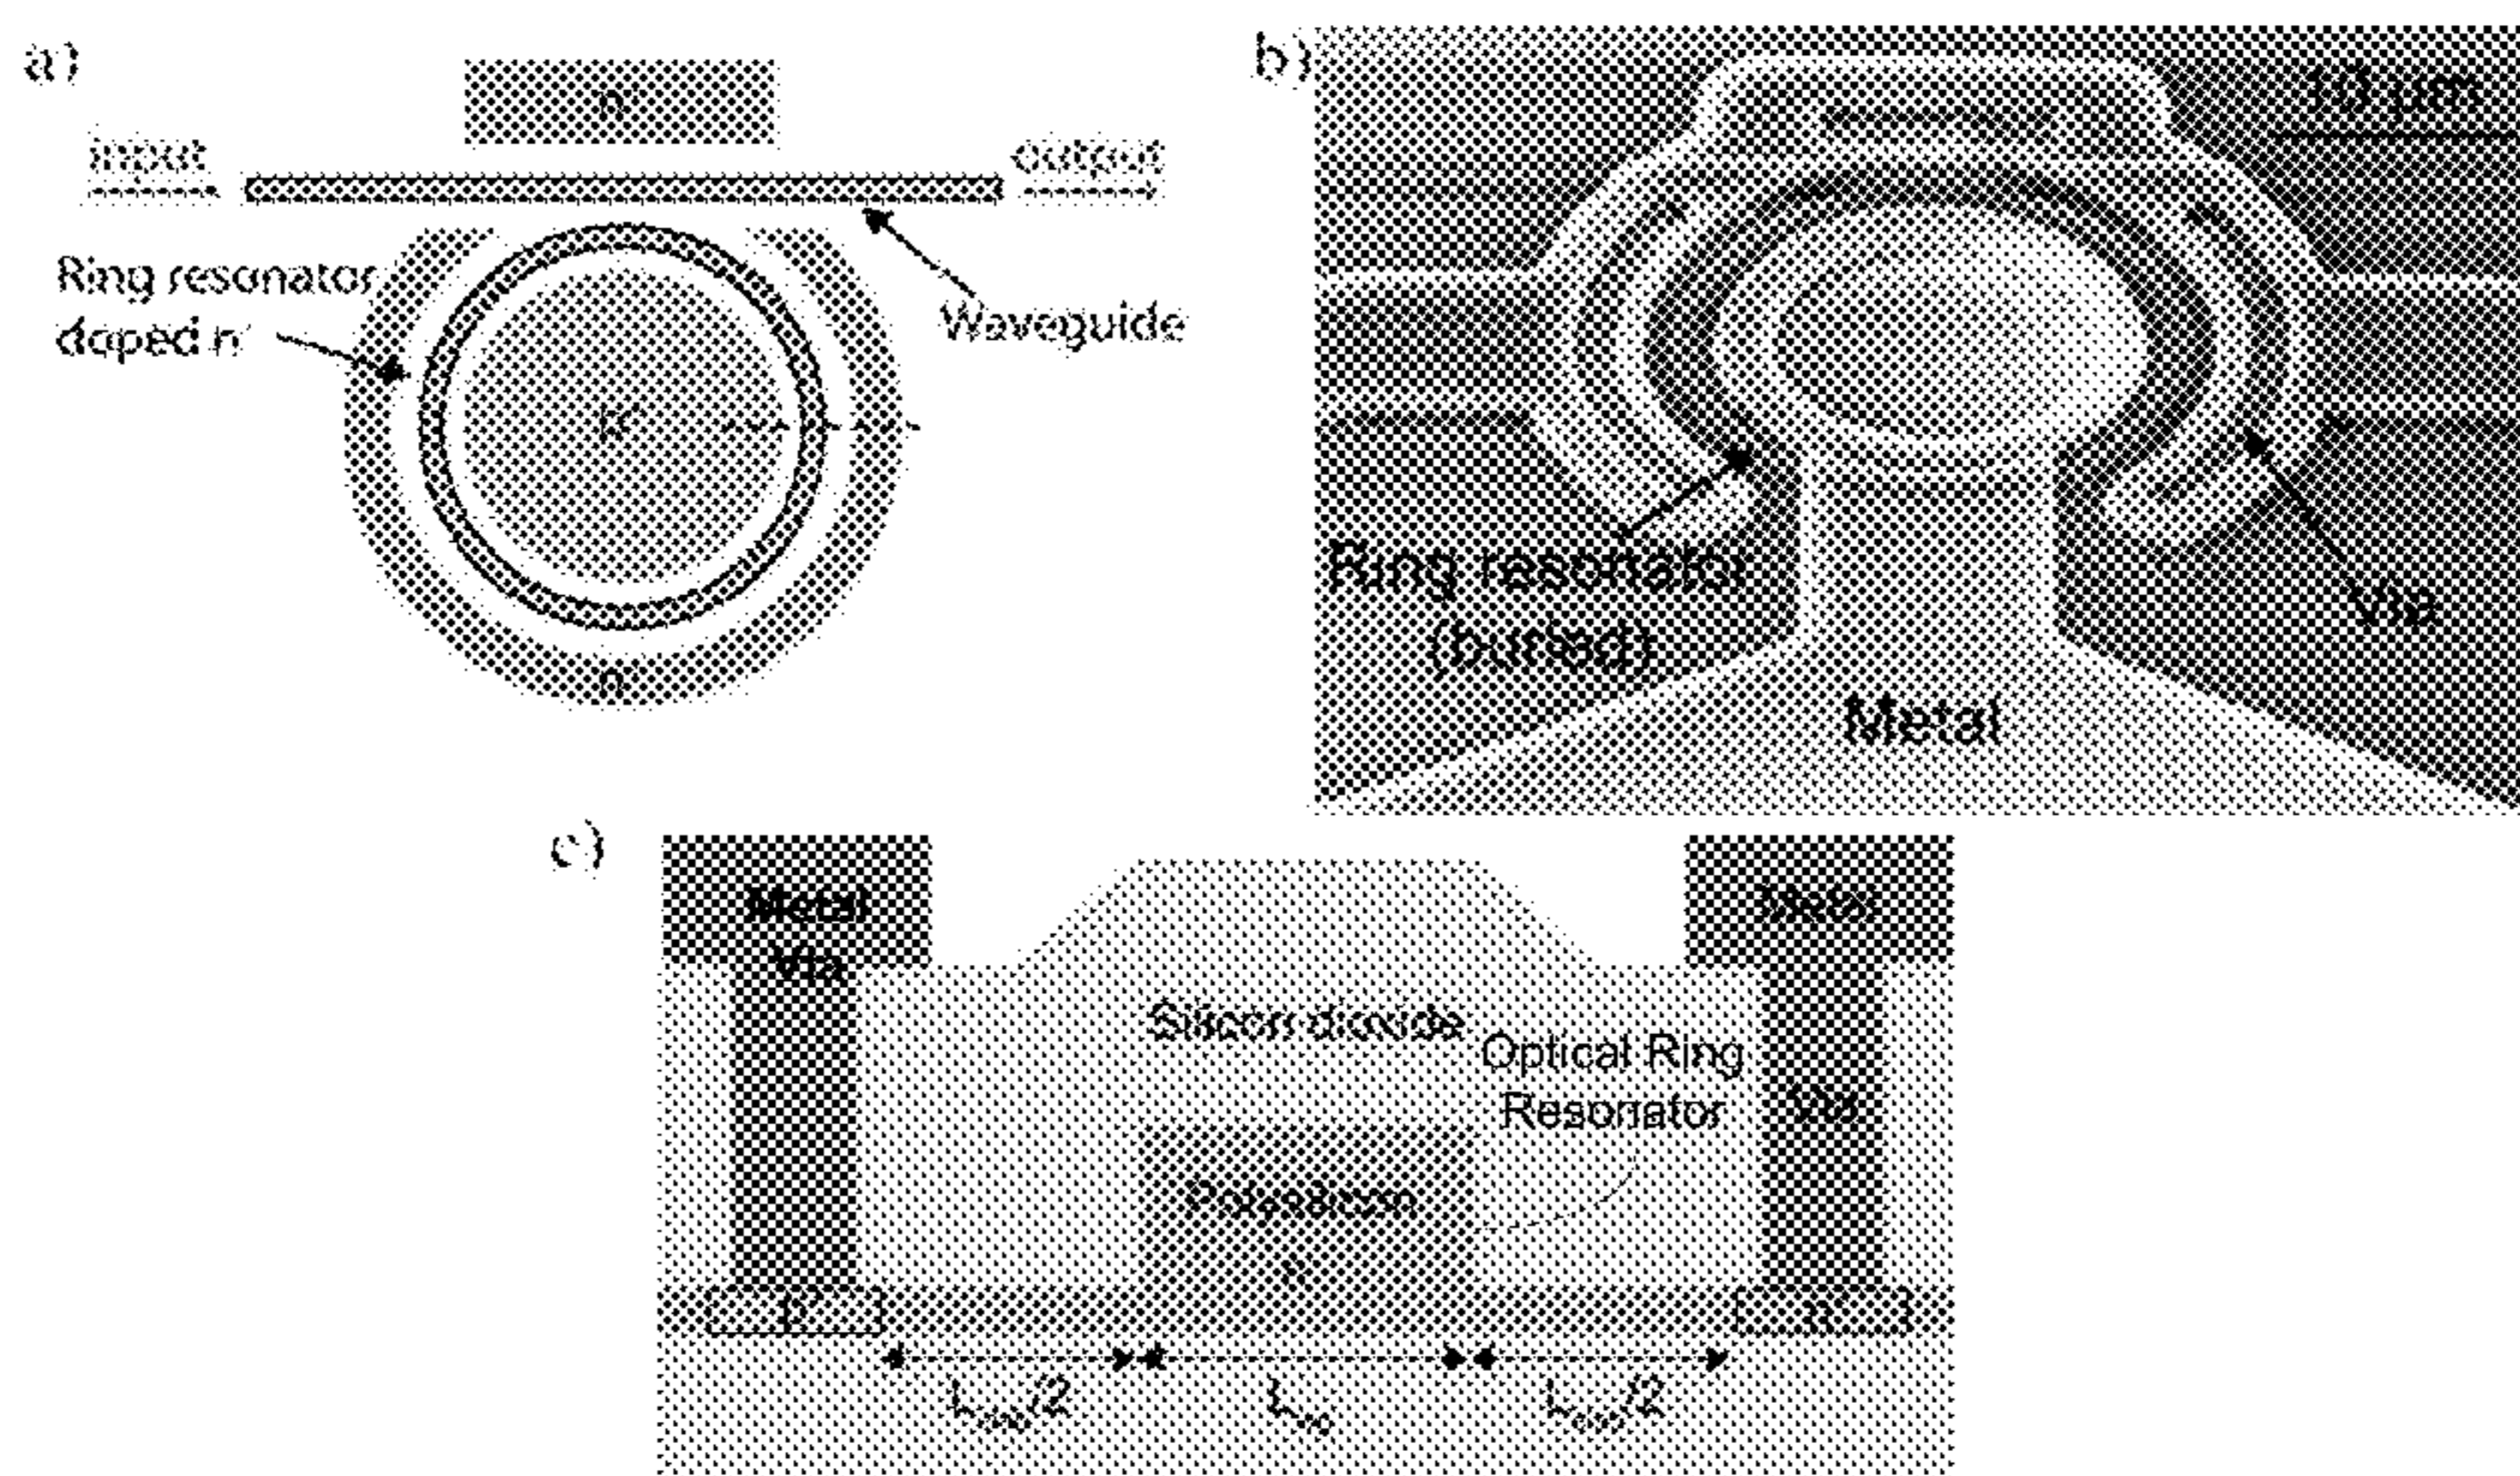 a)
n⁺
input
output
Ring resonator
doped n⁻
Waveguide
n⁺
b)
10 μm
Ring resonator
(buried)
Via
Metal
c)
Metal
Via
Metal
Silicon dioxide
Optical Ring
Resonator
Via
Polysilicon
p⁺
n⁺